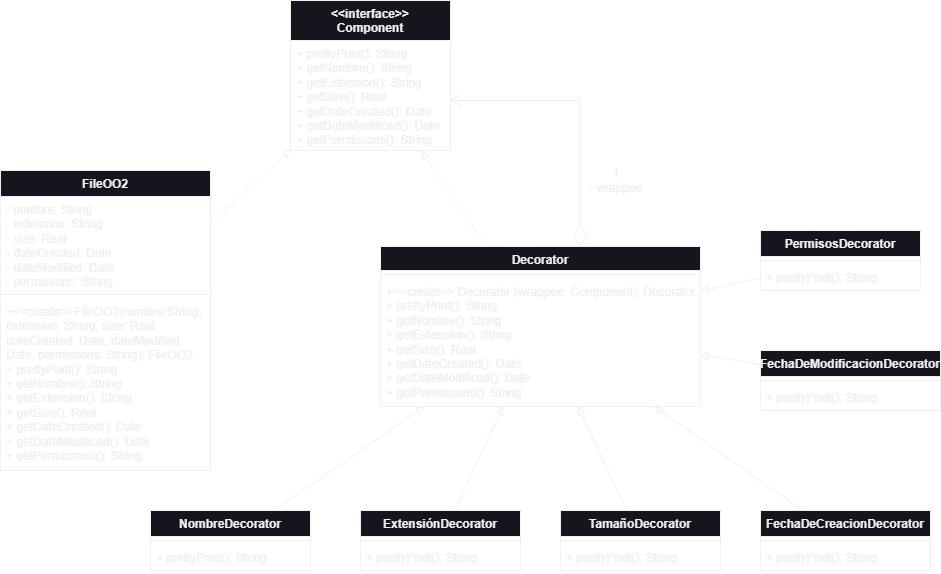 <<interface>>
Component
+ prettyPrint(): String
+ getNombre(): String
+ getExtension(): String
+ getSize(): Real
+ getDateCreated(): Date
+ getDateModificed(): Date
+ getPermissons(): String
1
- wrappee
FileOO2
- nombre: String
- extension: String
- size: Real
- dateCreated: Date
- dateModified: Date
- permissons: String
+<<create>>FileOO2(nombre:String,
extension: String, size: Real,
dateCreated: Date, dateModified:
Date, permissons: String): FileOO2
+ prettyPrint(): String
+ getNombre(): String
+ getExtension(): String
+ getSize(): Real
+ getDateCreated(): Date
+ getDateModificed(): Date
+ getPermissons(): String
Decorator
+<<create>> Decorator (wrappee: Component): Decorator
+ prettyPrint(): String
+ getNombre(): String
+ getExtension(): String
+ getSize(): Real
+ getDateCreated(): Date
+ getDateModificed(): Date
+ getPermissons(): String
PermisosDecorator
+ prettyPrint(): String
FechaDeModificacionDecorator
+ prettyPrint(): String
NombreDecorator
+ prettyPrint(): String
ExtensiónDecorator
+ prettyPrint(): String
TamañoDecorator
+ prettyPrint(): String
FechaDeCreacionDecorator
+ prettyPrint(): String